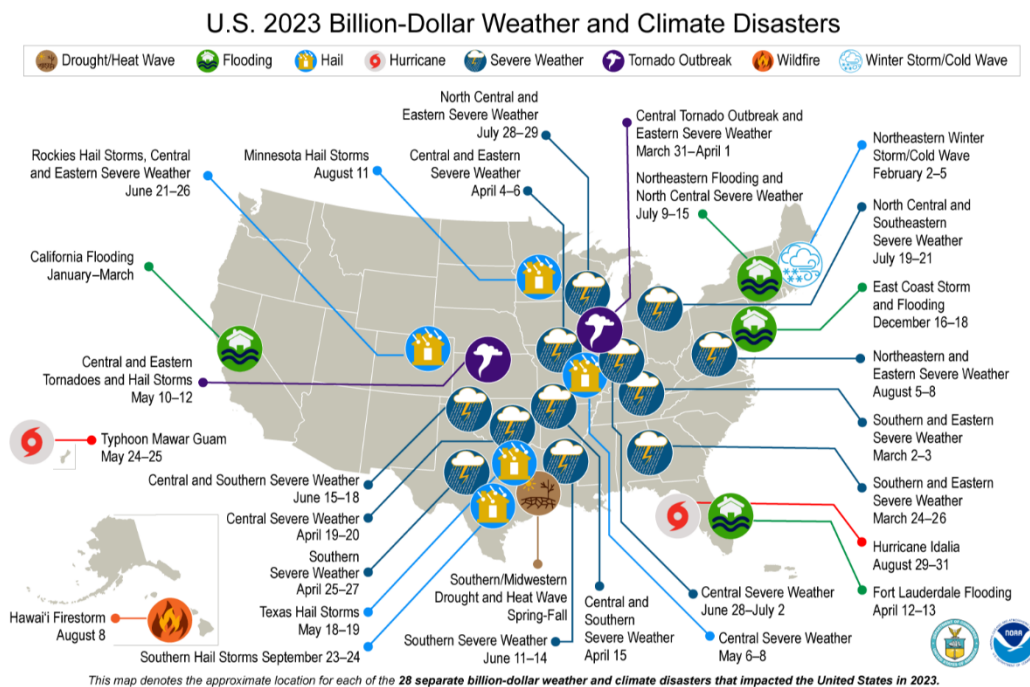 U.S. 2023 Billion-Dollar Weather and Climate Disasters
Drought/Heat Wave
Flooding
Hail
Hurricane
Severe Weather
Tornado Outbreak
Wildfire
Winter Storm/Cold Wave
North Central and
Eastern Severe Weather
July 28–29
Central Tornado Outbreak and
Eastern Severe Weather
March 31–April 1
Northeastern Winter
Storm/Cold Wave
February 2–5
Rockies Hail Storms, Central
and Eastern Severe Weather
June 21–26
Minnesota Hail Storms
August 11
Central and Eastern
Severe Weather
April 4–6
Northeastern Flooding and
North Central Severe Weather
July 9–15
North Central and
Southeastern
Severe Weather
July 19–21
California Flooding
January–March
East Coast Storm
and Flooding
December 16–18
Central and Eastern
Tornadoes and Hail Storms
May 10–12
Northeastern and
Eastern Severe Weather
August 5–8
Southern and Eastern
Severe Weather
March 2–3
Typhoon Mawar Guam
May 24–25
Central and Southern Severe Weather
June 15–18
Southern and Eastern
Severe Weather
March 24–26
Central Severe Weather
April 19–20
Hurricane Idalia
August 29–31
Southern
Severe Weather
April 25–27
Southern/Midwestern
Drought and Heat Wave
Spring-Fall
Central and
Southern
Severe Weather
April 15
Central Severe Weather
June 28–July 2
Fort Lauderdale Flooding
April 12–13
Hawai‘i Firestorm
August 8
Texas Hail Storms
May 18–19
Southern Hail Storms September 23–24
Southern Severe Weather
June 11–14
Central Severe Weather
May 6–8
NOAA
This map denotes the approximate location for each of the 28 separate billion-dollar weather and climate disasters that impacted the United States in 2023.